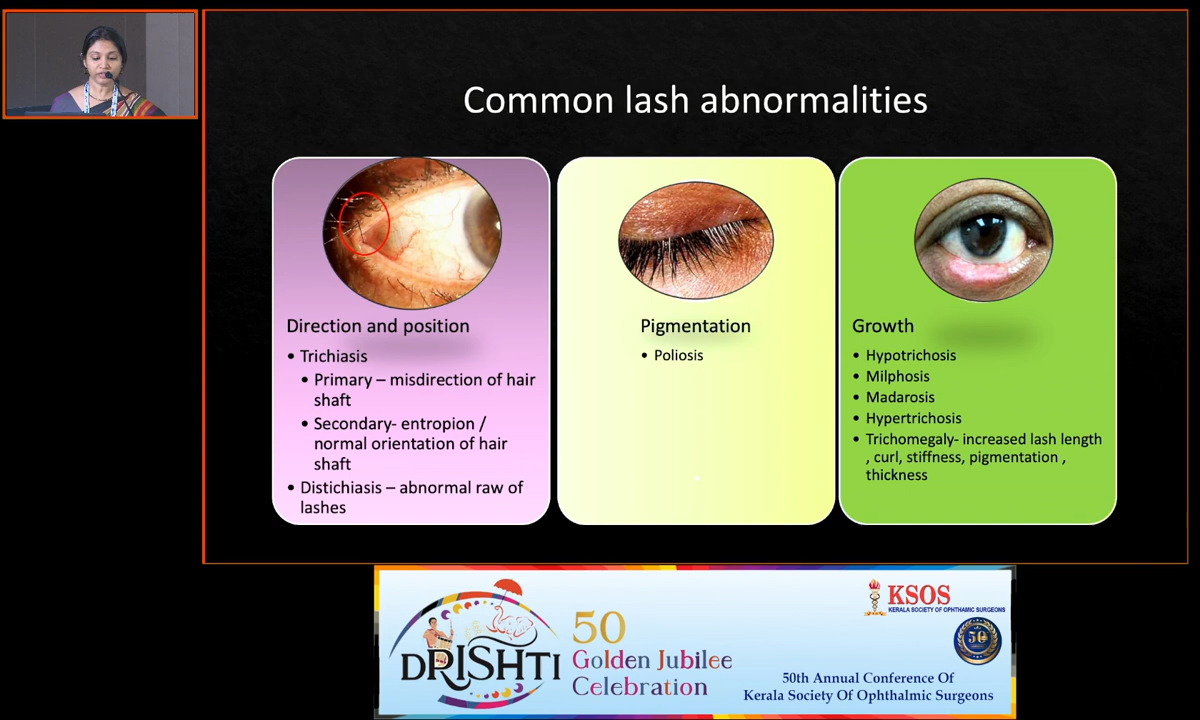 Common lash abnormalities
Direction and position
• Trichiasis
• Primary – misdirection of hair
shaft
• Secondary- entropion /
normal orientation of hair
shaft
• Distichiasis – abnormal raw of
lashes
Pigmentation
• Poliosis
Growth
• Hypotrichosis
• Milphosis
• Madarosis
• Hypertrichosis
• Trichomegaly- increased lash length
, curl, stiffness, pigmentation ,
thickness
DRISHTI
50
Golden Jubilee
Celebration
KSOS
KERALA SOCIETY OF OPHTHAMIC SURGEONS
50
50th Annual Conference Of
Kerala Society Of Ophthalmic Surgeons